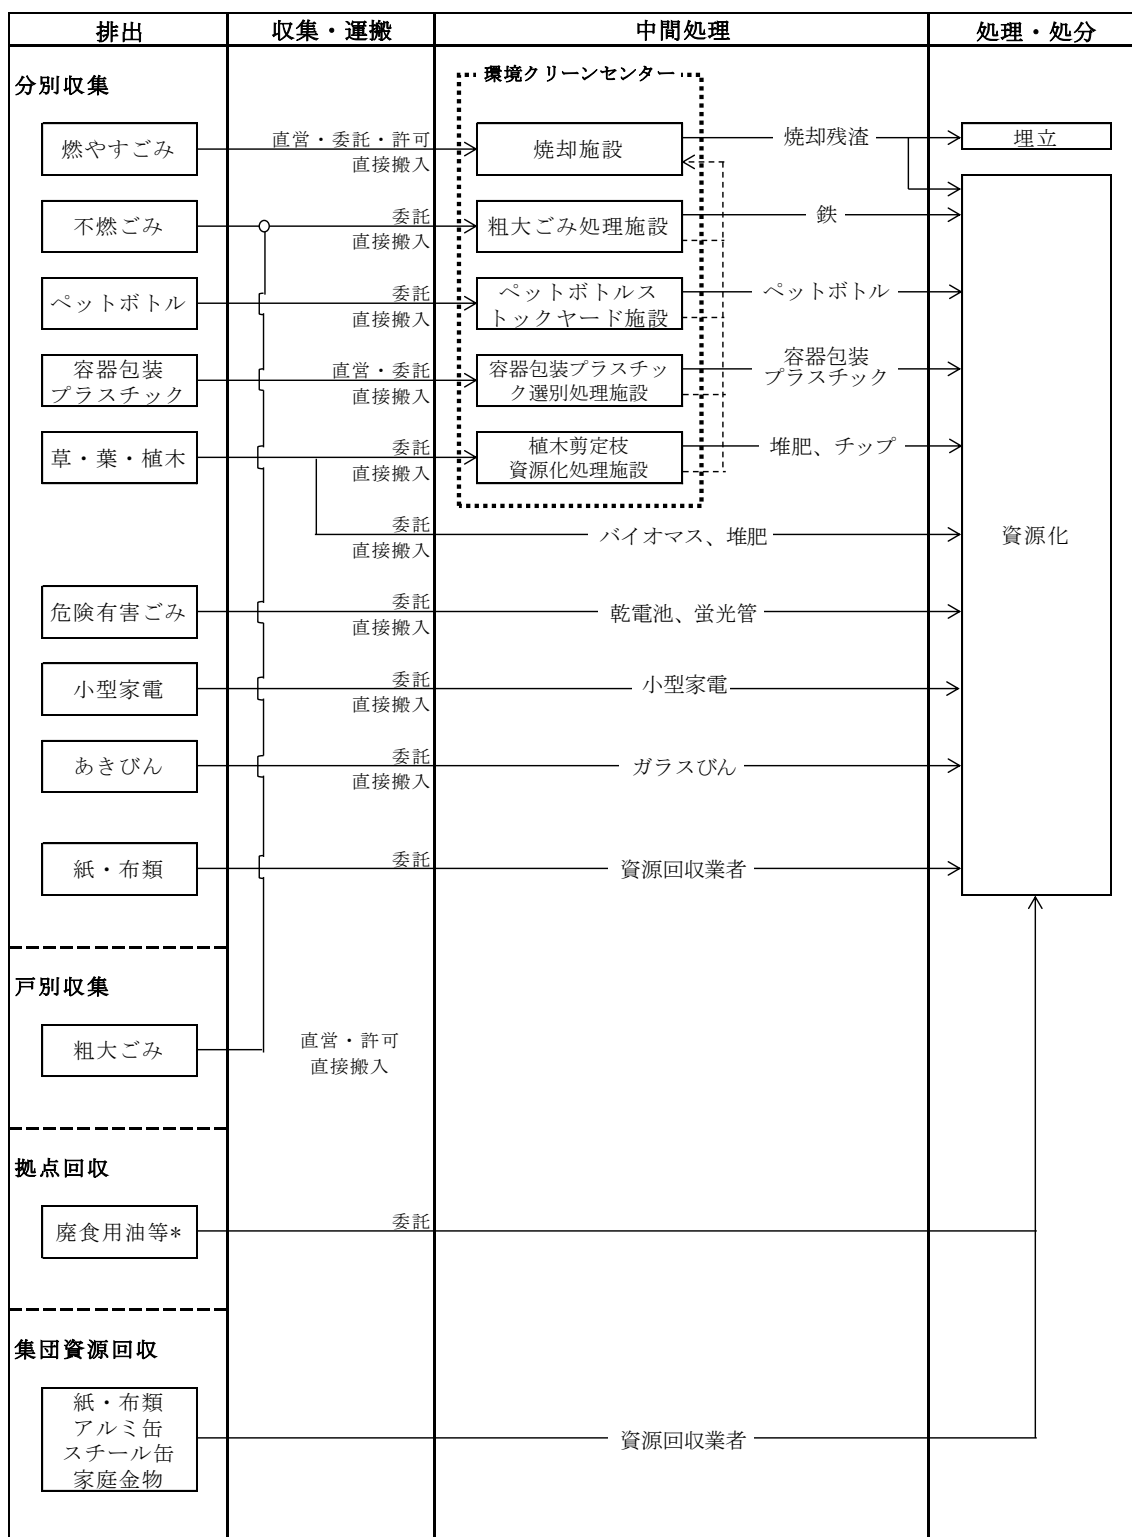 排出
収集・運搬
中間処理
処理・処分
分別収集
環境クリーンセンター
燃やすごみ
直営・委託・許可
直接搬入
焼却施設
焼却残渣
埋立
不燃ごみ
委託
直接搬入
粗大ごみ処理施設
鉄
ペットボトル
委託
直接搬入
ペットボトルス
トックヤード施設
ペットボトル
容器包装
プラスチック
直営・委託
直接搬入
容器包装プラスチッ
ク選別処理施設
容器包装
プラスチック
草・葉・植木
委託
直接搬入
植木剪定枝
資源化処理施設
堆肥、チップ
委託
直接搬入
バイオマス、堆肥
資源化
危険有害ごみ
委託
直接搬入
乾電池、蛍光管
小型家電
委託
直接搬入
小型家電
あきびん
委託
直接搬入
ガラスびん
紙・布類
委託
資源回収業者
戸別収集
粗大ごみ
直営・許可
直接搬入
拠点回収
廃食用油等*
委託
集団資源回収
紙・布類
アルミ缶
スチール缶
家庭金物
資源回収業者